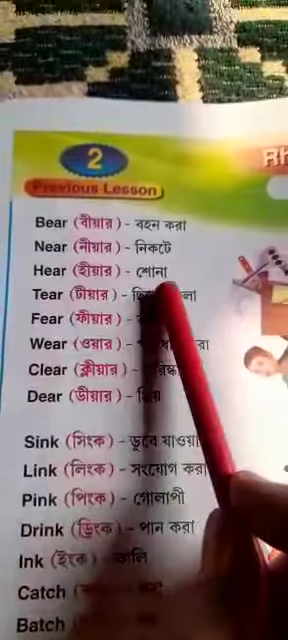 2
Previous Lesson
Bear (বীয়ার) - বহন করা
Near (নীয়ার) - নিকটে
Hear (হীয়ার) - শোনা
Tear (টীয়ার) -
Fear (ফীয়ার) -
Wear (ওয়ার) -
Clear (ক্লীয়ার) -
Dear (ডীয়ার) -
Sink (সিংক) - ডুবে যাওয়া
Link (লিংক) - সংযোগ করা
Pink (পিংক) - গোলাপী
Drink (ড্রিংক) - পান করা
Ink (ইংক) -
Catch
Batch